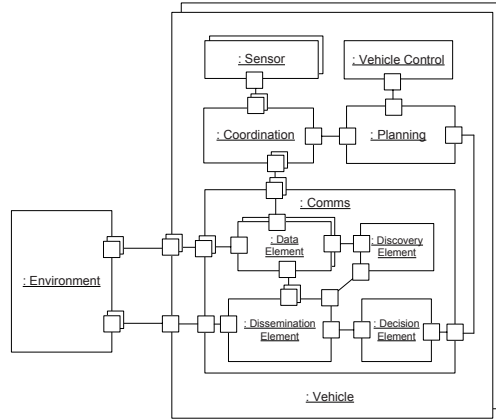 : Sensor
: Vehicle Control
: Coordination
: Planning
: Comms
: Data
Element
: Discovery
Element
: Environment
: Dissemination
Element
: Decision
Element
: Vehicle